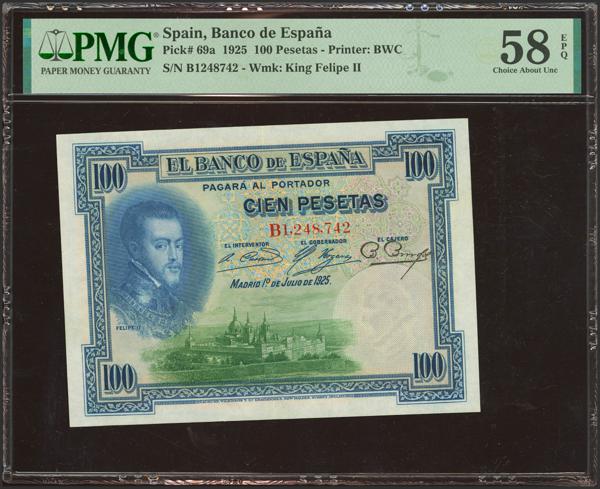 PMG
PAPER MONEY GUARANTY
Spain, Banco de España
Pick# 69a 1925 100 Pesetas - Printer: BWC
S/N B1248742 - Wmk: King Felipe II
58
EPQ
Choice About Unc
100
EL BANCO DE ESPAÑA
100
PAGARÁ AL PORTADOR
CIEN PESETAS
B1,248,742
EL INTERVENTOR
EL GOBERNADOR
EL CAJERO
MADRID 1º DE JULIO DE 1925.
FELIPE II
100
100